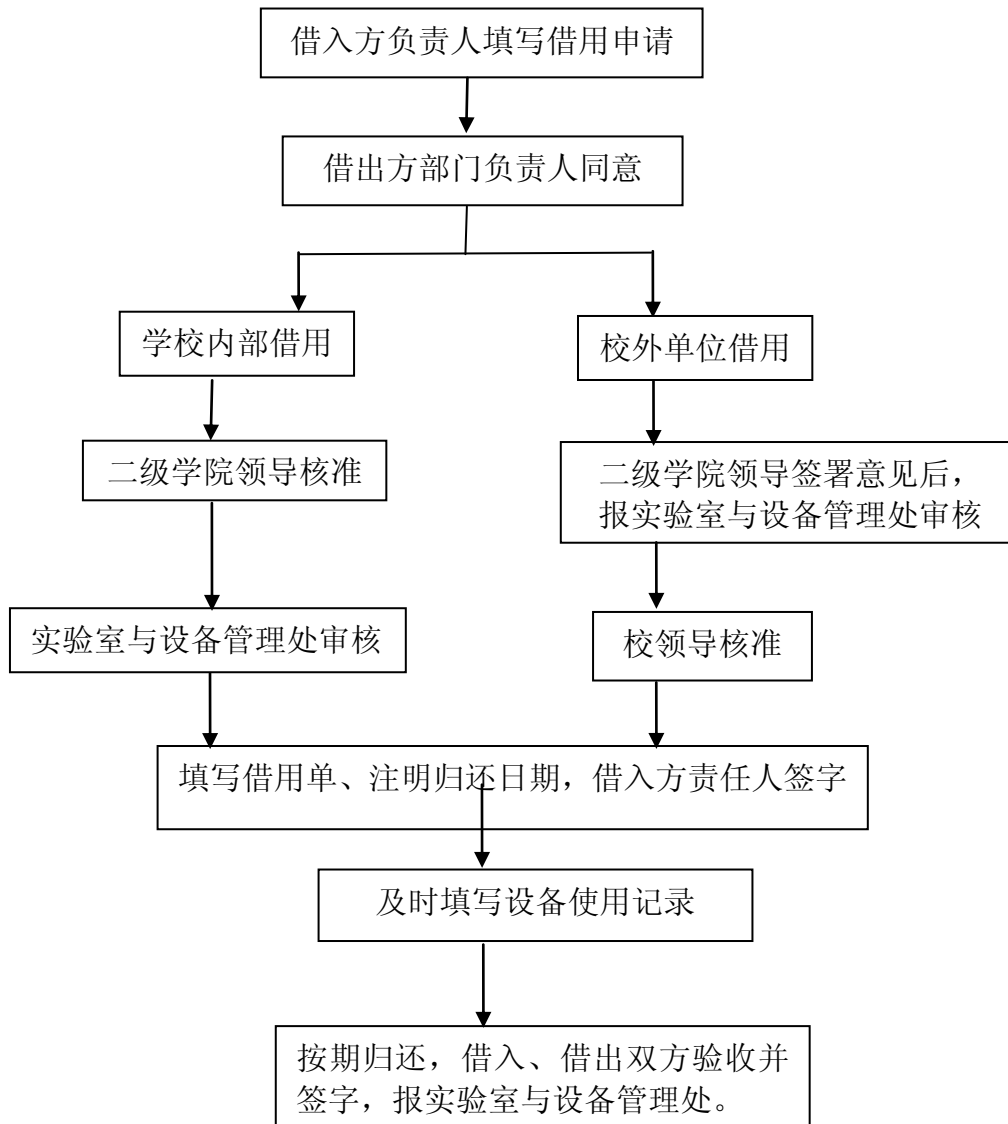 借入方负责人填写借用申请
借出方部门负责人同意
学校内部借用
校外单位借用
二级学院领导核准
二级学院领导签署意见后，
报实验室与设备管理处审核
实验室与设备管理处审核
校领导核准
填写借用单、注明归还日期，借入方责任人签字
及时填写设备使用记录
按期归还，借入、借出双方验收并
签字，报实验室与设备管理处。